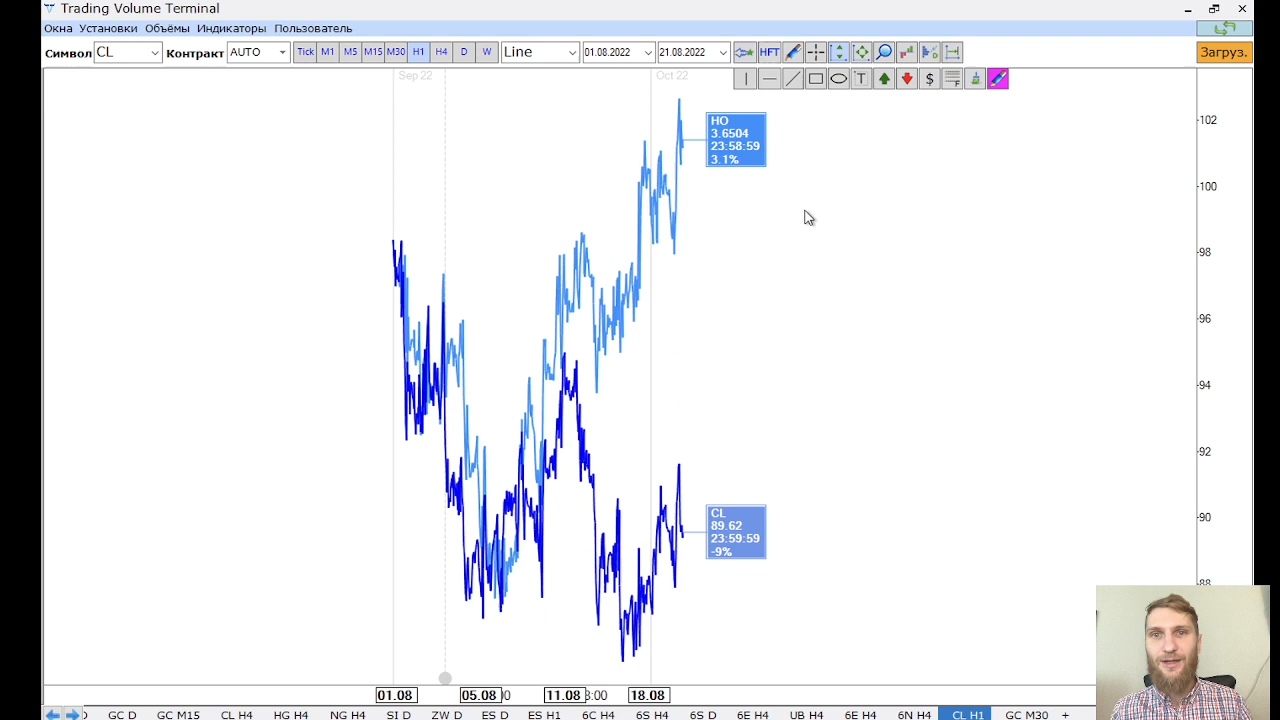 Trading Volume Terminal
Окна Установки Объёмы Индикаторы Пользователь
Символ CL Контракт AUTO Tick M1 M5 M15 M30 H1 H4 D W Line 01.08.2022 21.08.2022 HFT Загруз.
T $ F
Sep 22 Oct 22
HO
3.6504
23:58:59
3.1%
102
100
98
96
94
92
90
88
CL
89.62
23:59:59
-9%
01.08 05.08 11.08 18.08
GC D GC M15 CL H4 HG H4 NG H4 SI D ZW D ES D ES H1 6C H4 6S H4 6S D 6E H4 UB H4 6E H4 6N H4 CL H1 GC M30 +